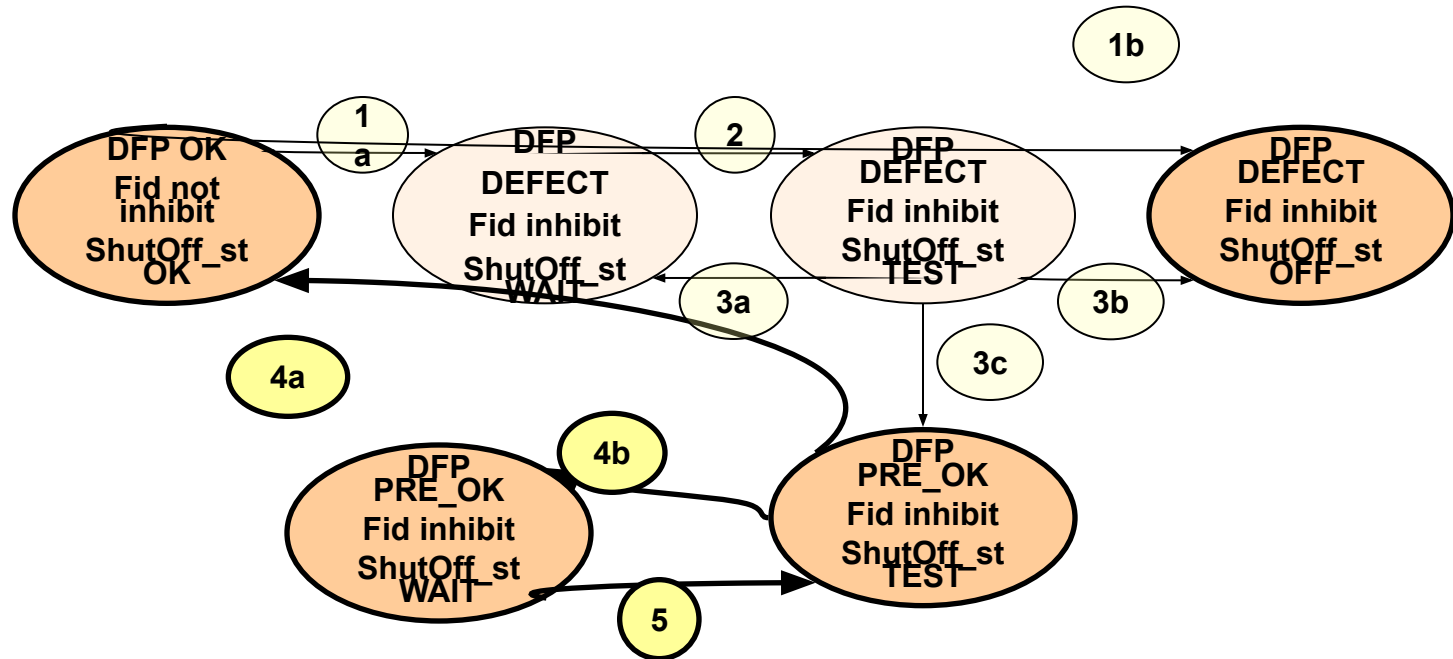 1b
1
a
2
DFP OK
Fid not
inhibit
ShutOff_st
OK
DFP
DEFECT
Fid inhibit
ShutOff_st
WAIT
DFP
DEFECT
Fid inhibit
ShutOff_st
TEST
DFP
DEFECT
Fid inhibit
ShutOff_st
OFF
3a
3b
3c
4a
4b
DFP
PRE_OK
Fid inhibit
ShutOff_st
WAIT
DFP
PRE_OK
Fid inhibit
ShutOff_st
TEST
5